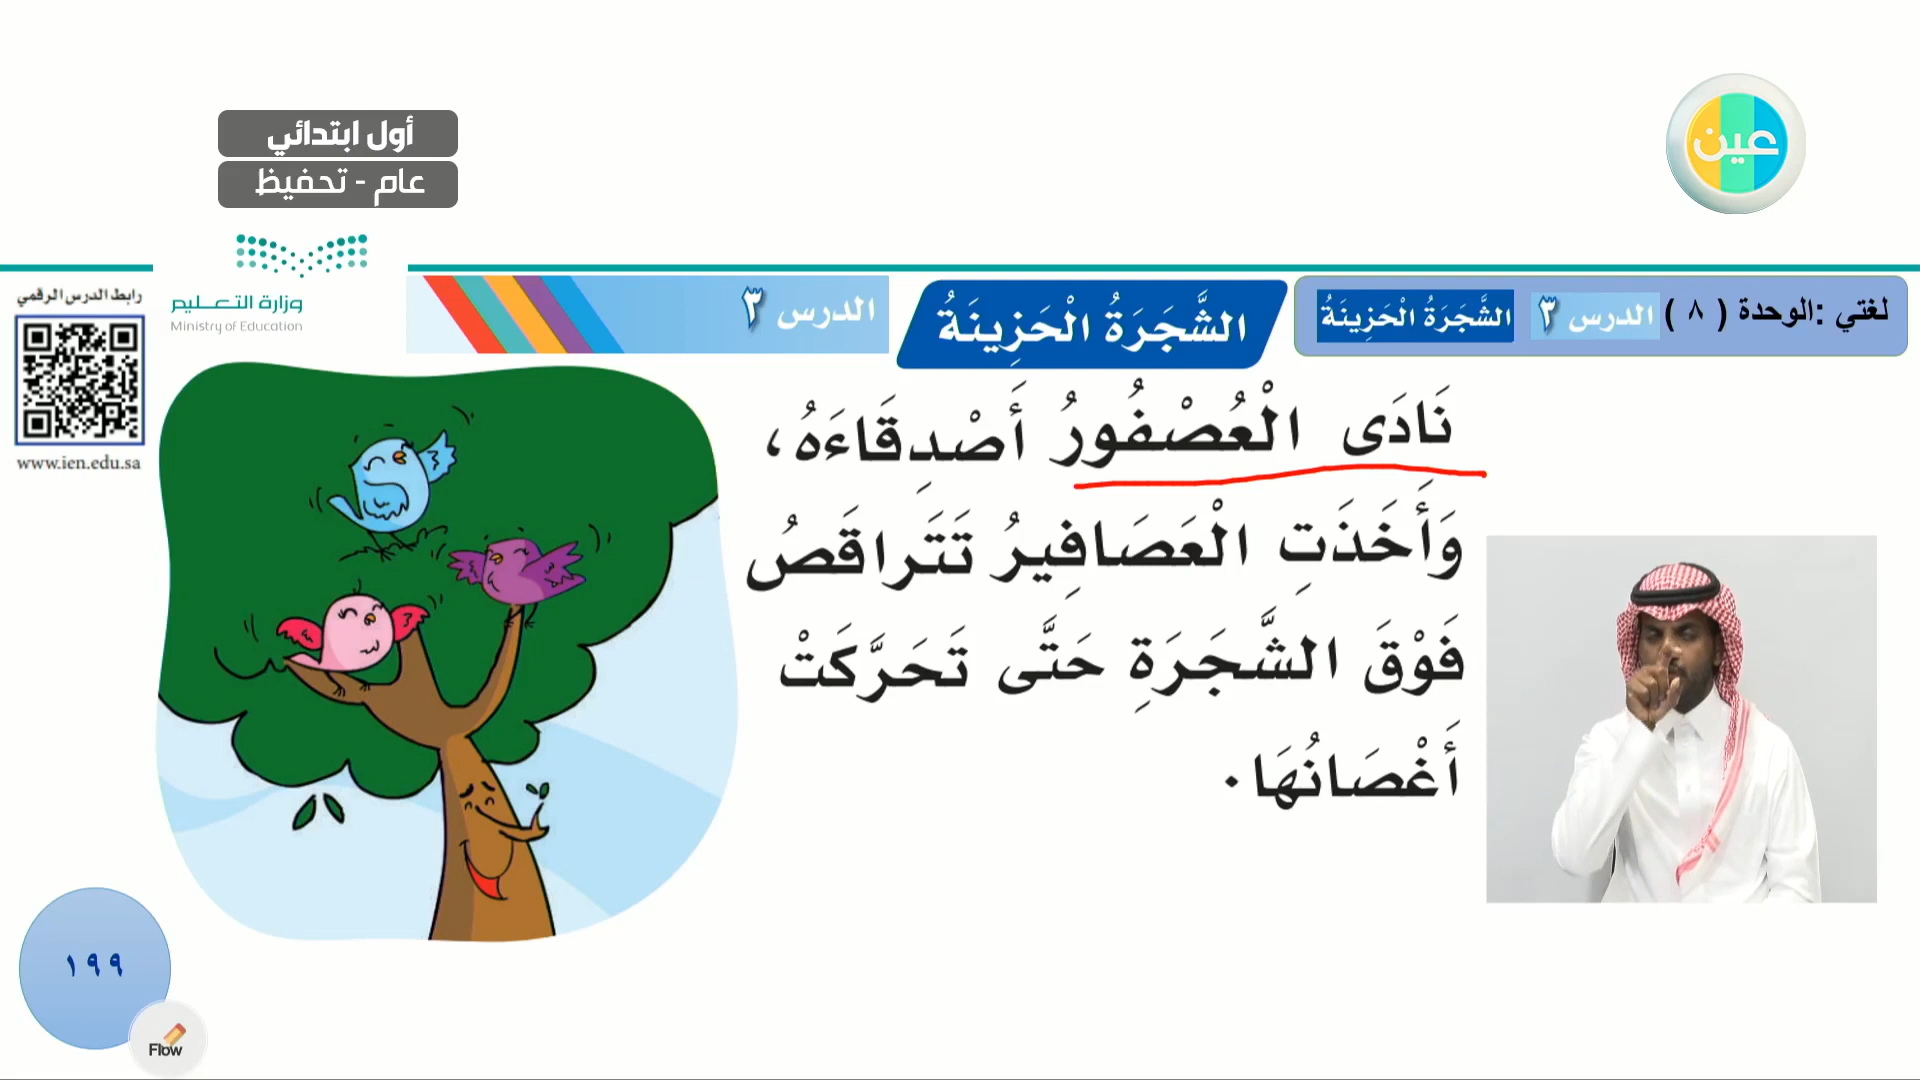 أول ابتدائي
عام - تحفيظ
عين
وزارة التعليم
Ministry of Education
رابط الدرس الرقمي
www.ien.edu.sa
لغتي :الوحدة ( ٨ ) الدرس ٣ الشَّجَرَةُ الْحَزِينَةُ
الشَّجَرَةُ الْحَزِينَةُ
الدرس ٣
نَادَى الْعُصْفُورُ أَصْدِقَاءَهُ،
وَأَخَذَتِ الْعَصَافِيرُ تَتَراقَصُ
فَوْقَ الشَّجَرَةِ حَتَّى تَحَرَّكَتْ
أَغْصَانُهَا.
١٩٩
Flow